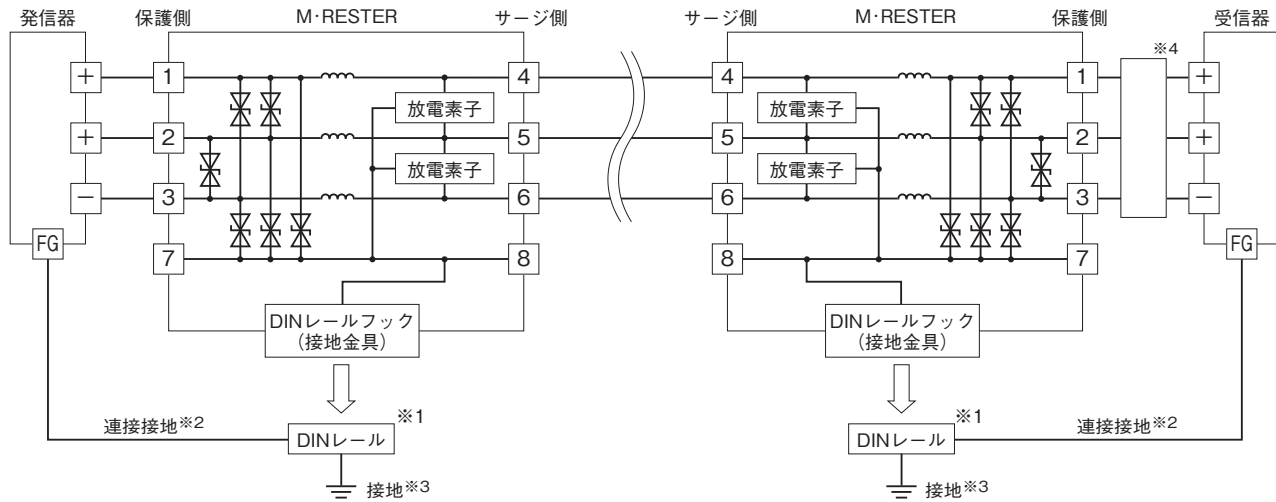 発信器 保護側 M･RESTER サージ側 サージ側 M･RESTER 保護側 受信器
※4
+ 1 4 4 1 +
放電素子 放電素子
+ 2 5 5 2 +
放電素子 放電素子
− 3 6 6 3 −
FG 7 8 8 7 FG
DINレールフック DINレールフック
(接地金具) (接地金具)
※1 ※1
連接接地※2 DINレール DINレール 連接接地※2
接地※3 接地※3